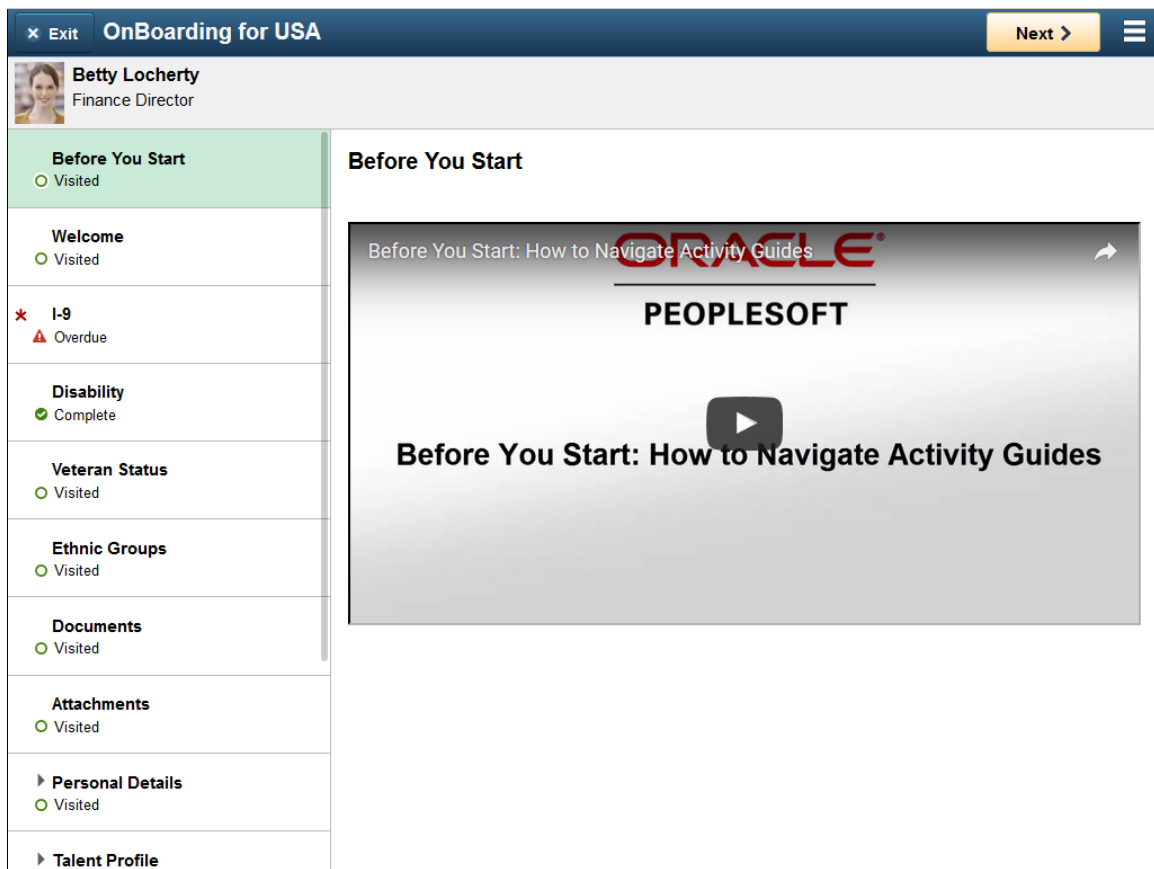 Exit OnBoarding for USA Next
Betty Locherty
Finance Director
Before You Start
Visited
Welcome
Visited
I-9
Overdue
Disability
Complete
Veteran Status
Visited
Ethnic Groups
Visited
Documents
Visited
Attachments
Visited
Personal Details
Visited
Talent Profile
Before You Start
Before You Start: How to Navigate Activity Guides
ORACLE®
PEOPLESOFT
Before You Start: How to Navigate Activity Guides